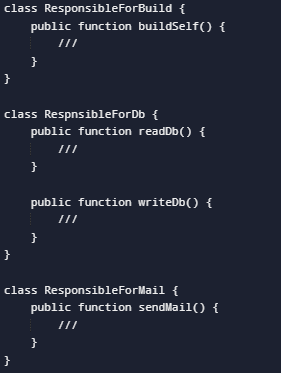 class ResponsibleForBuild {
    public function buildSelf() {
        ///
    }
}

class RespnsibleForDb {
    public function readDb() {
        ///
    }

    public function writeDb() {
        ///
    }
}

class ResponsibleForMail {
    public function sendMail() {
        ///
    }
}